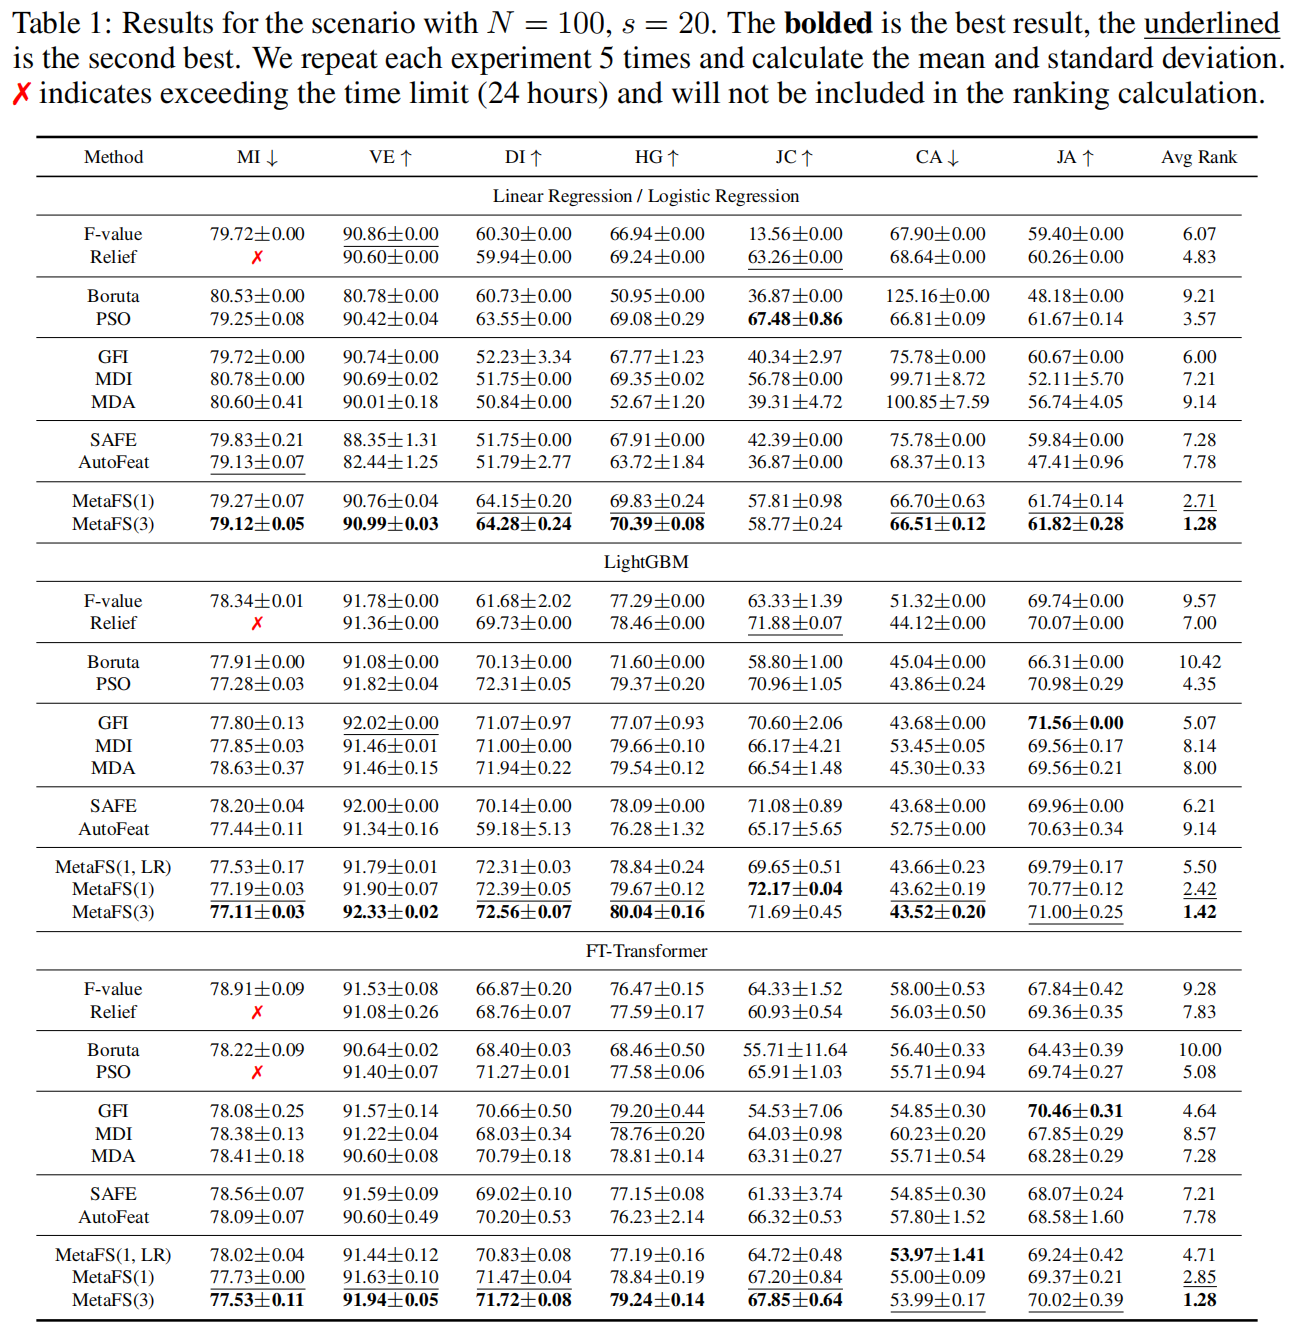 Table 1: Results for the scenario with N = 100, s = 20. The bolded is the best result, the underlined
is the second best. We repeat each experiment 5 times and calculate the mean and standard deviation.
✗ indicates exceeding the time limit (24 hours) and will not be included in the ranking calculation.
Method MI ↓ VE ↑ DI ↑ HG ↑ JC ↑ CA ↓ JA ↑ Avg Rank
Linear Regression / Logistic Regression
F-value 79.72±0.00 90.86±0.00 60.30±0.00 66.94±0.00 13.56±0.00 67.90±0.00 59.40±0.00 6.07
Relief ✗ 90.60±0.00 59.94±0.00 69.24±0.00 63.26±0.00 68.64±0.00 60.26±0.00 4.83
Boruta 80.53±0.00 80.78±0.00 60.73±0.00 50.95±0.00 36.87±0.00 125.16±0.00 48.18±0.00 9.21
PSO 79.25±0.08 90.42±0.04 63.55±0.00 69.08±0.29 67.48±0.86 66.81±0.09 61.67±0.14 3.57
GFI 79.72±0.00 90.74±0.00 52.23±3.34 67.77±1.23 40.34±2.97 75.78±0.00 60.67±0.00 6.00
MDI 80.78±0.00 90.69±0.02 51.75±0.00 69.35±0.02 56.78±0.00 99.71±8.72 52.11±5.70 7.21
MDA 80.60±0.41 90.01±0.18 50.84±0.00 52.67±1.20 39.31±4.72 100.85±7.59 56.74±4.05 9.14
SAFE 79.83±0.21 88.35±1.31 51.75±0.00 67.91±0.00 42.39±0.00 75.78±0.00 59.84±0.00 7.28
AutoFeat 79.13±0.07 82.44±1.25 51.79±2.77 63.72±1.84 36.87±0.00 68.37±0.13 47.41±0.96 7.78
MetaFS(1) 79.27±0.07 90.76±0.04 64.15±0.20 69.83±0.24 57.81±0.98 66.70±0.63 61.74±0.14 2.71
MetaFS(3) 79.12±0.05 90.99±0.03 64.28±0.24 70.39±0.08 58.77±0.24 66.51±0.12 61.82±0.28 1.28
LightGBM
F-value 78.34±0.01 91.78±0.00 61.68±2.02 77.29±0.00 63.33±1.39 51.32±0.00 69.74±0.00 9.57
Relief ✗ 91.36±0.00 69.73±0.00 78.46±0.00 71.88±0.07 44.12±0.00 70.07±0.00 7.00
Boruta 77.91±0.00 91.08±0.00 70.13±0.00 71.60±0.00 58.80±1.00 45.04±0.00 66.31±0.00 10.42
PSO 77.28±0.03 91.82±0.04 72.31±0.05 79.37±0.20 70.96±1.05 43.86±0.24 70.98±0.29 4.35
GFI 77.80±0.13 92.02±0.00 71.07±0.97 77.07±0.93 70.60±2.06 43.68±0.00 71.56±0.00 5.07
MDI 77.85±0.03 91.46±0.01 71.00±0.00 79.66±0.10 66.17±4.21 53.45±0.05 69.56±0.17 8.14
MDA 78.63±0.37 91.46±0.15 71.94±0.22 79.54±0.12 66.54±1.48 45.30±0.33 69.56±0.21 8.00
SAFE 78.20±0.04 92.00±0.00 70.14±0.00 78.09±0.00 71.08±0.89 43.68±0.00 69.96±0.00 6.21
AutoFeat 77.44±0.11 91.34±0.16 59.18±5.13 76.28±1.32 65.17±5.65 52.75±0.00 70.63±0.34 9.14
MetaFS(1, LR) 77.53±0.17 91.79±0.01 72.31±0.03 78.84±0.24 69.65±0.51 43.66±0.23 69.79±0.17 5.50
MetaFS(1) 77.19±0.03 91.90±0.07 72.39±0.05 79.67±0.12 72.17±0.04 43.62±0.19 70.77±0.12 2.42
MetaFS(3) 77.11±0.03 92.33±0.02 72.56±0.07 80.04±0.16 71.69±0.45 43.52±0.20 71.00±0.25 1.42
FT-Transformer
F-value 78.91±0.09 91.53±0.08 66.87±0.20 76.47±0.15 64.33±1.52 58.00±0.53 67.84±0.42 9.28
Relief ✗ 91.08±0.26 68.76±0.07 77.59±0.17 60.93±0.54 56.03±0.50 69.36±0.35 7.83
Boruta 78.22±0.09 90.64±0.02 68.40±0.03 68.46±0.50 55.71±11.64 56.40±0.33 64.43±0.39 10.00
PSO ✗ 91.40±0.07 71.27±0.01 77.58±0.06 65.91±1.03 55.71±0.94 69.74±0.27 5.08
GFI 78.08±0.25 91.57±0.14 70.66±0.50 79.20±0.44 54.53±7.06 54.85±0.30 70.46±0.31 4.64
MDI 78.38±0.13 91.22±0.04 68.03±0.34 78.76±0.20 64.03±0.98 60.23±0.20 67.85±0.29 8.57
MDA 78.41±0.18 90.60±0.08 70.79±0.18 78.81±0.14 63.31±0.27 55.71±0.54 68.28±0.29 7.28
SAFE 78.56±0.07 91.59±0.09 69.02±0.10 77.15±0.08 61.33±3.74 54.85±0.30 68.07±0.24 7.21
AutoFeat 78.09±0.07 90.60±0.49 70.20±0.53 76.23±2.14 66.32±0.53 57.80±1.52 68.58±1.60 7.78
MetaFS(1, LR) 78.02±0.04 91.44±0.12 70.83±0.08 77.19±0.16 64.72±0.48 53.97±1.41 69.24±0.42 4.71
MetaFS(1) 77.73±0.00 91.63±0.10 71.47±0.04 78.84±0.19 67.20±0.84 55.00±0.09 69.37±0.21 2.85
MetaFS(3) 77.53±0.11 91.94±0.05 71.72±0.08 79.24±0.14 67.85±0.64 53.99±0.17 70.02±0.39 1.28